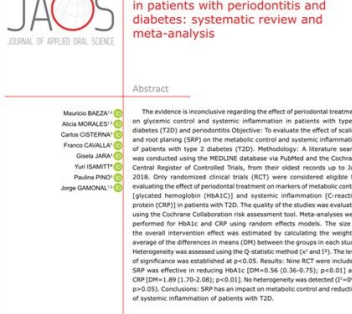 JAOS
JOURNAL OF APPLIED ORAL SCIENCE
in patients with periodontitis and
diabetes: systematic review and
meta-analysis
Abstract
Mauricio BAEZA
Alicia MORALES
Carlos CISTERNA
Franco CAVALLA
Gisela JARA
Yuri ISAMITT
Paulina PINO
Jorge GAMONAL
The evidence is inconclusive regarding the effect of periodontal treatme
on glycemic control and systemic inflammation in patients with type
diabetes (T2D) and periodontitis Objective: To evaluate the effect of scali
and root planing (SRP) on the metabolic control and systemic inflammatio
of patients with type 2 diabetes (T2D). Methodology: A literature sear
was conducted using the MEDLINE database via PubMed and the Cochra
Central Register of Controlled Trials, from their oldest records up to Ju
2018. Only randomized clinical trials (RCT) were considered eligible f
evaluating the effect of periodontal treatment on markers of metabolic cont
[glycated hemoglobin (HbA1C)] and systemic inflammation [C-reacti
protein (CRP)] in patients with T2D. The quality of the studies was evaluat
using the Cochrane Collaboration risk assessment tool. Meta-analyses we
performed for HbA1c and CRP using random effects models. The size
the overall intervention effect was estimated by calculating the weight
average of the differences in means (DM) between the groups in each stud
Heterogeneity was assessed using the Q-statistic method (x² and I²). The lev
of significance was established at p<0.05. Results: Nine RCT were include
SRP was effective in reducing HbA1c [DM=0.56 (0.36-0.75); p<0.01] a
CRP [DM=1.89 (1.70-2.08); p<0.01]. No heterogeneity was detected (I²=0%
p>0.05). Conclusions: SRP has an impact on metabolic control and reducti
of systemic inflammation of patients with T2D.